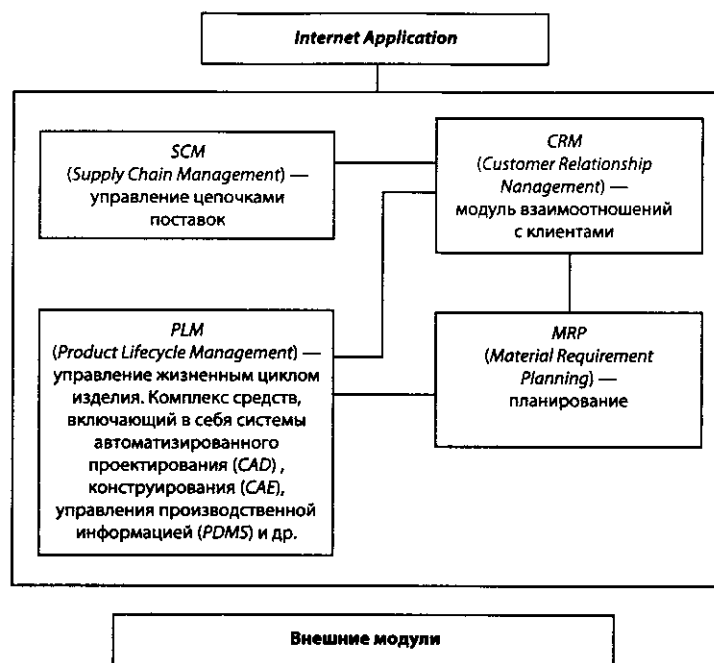 Internet Application
SCM
(Supply Chain Management) —
управление цепочками
поставок
CRM
(Customer Relationship
Nanagement) —
модуль взаимоотношений
с клиентами
PLM
(Product Lifecycle Management) —
управление жизненным циклом
изделия. Комплекс средств,
включающий в себя системы
автоматизированного
проектирования (CAD) ,
конструирования (CAE),
управления производственной
информацией (PDMS) и др.
MRP
(Material Requirement
Planning) —
планирование
Внешние модули